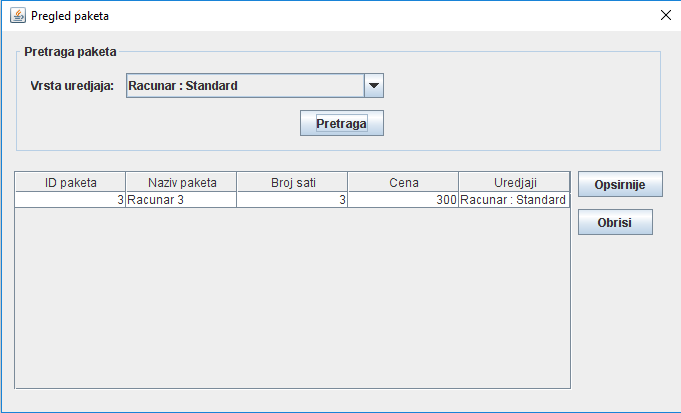 Pregled paketa
Pretraga paketa
Vrsta uredjaja: Racunar : Standard
Pretraga
ID paketa Naziv paketa Broj sati Cena Uredjaji
3 Racunar 3 3 300 Racunar : Standard
Opsirnije
Obrisi